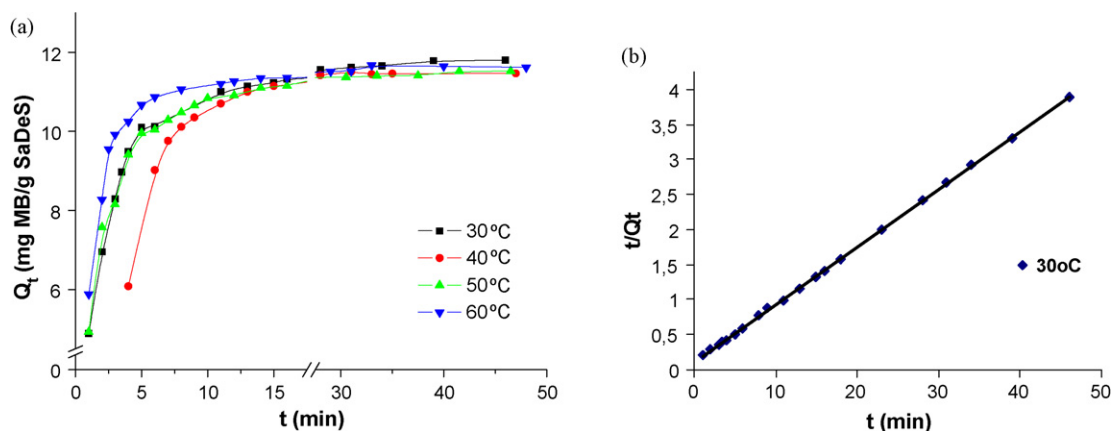 (a)
12
10
8
6
0
Qt (mg MB/g SaDeS)
30ºC
40ºC
50ºC
60ºC
0 5 10 15 30 40 50
t (min)
(b)
4
3,5
3
2,5
2
1,5
1
0,5
0
t/Qt
30oC
0 10 20 30 40 50
t (min)